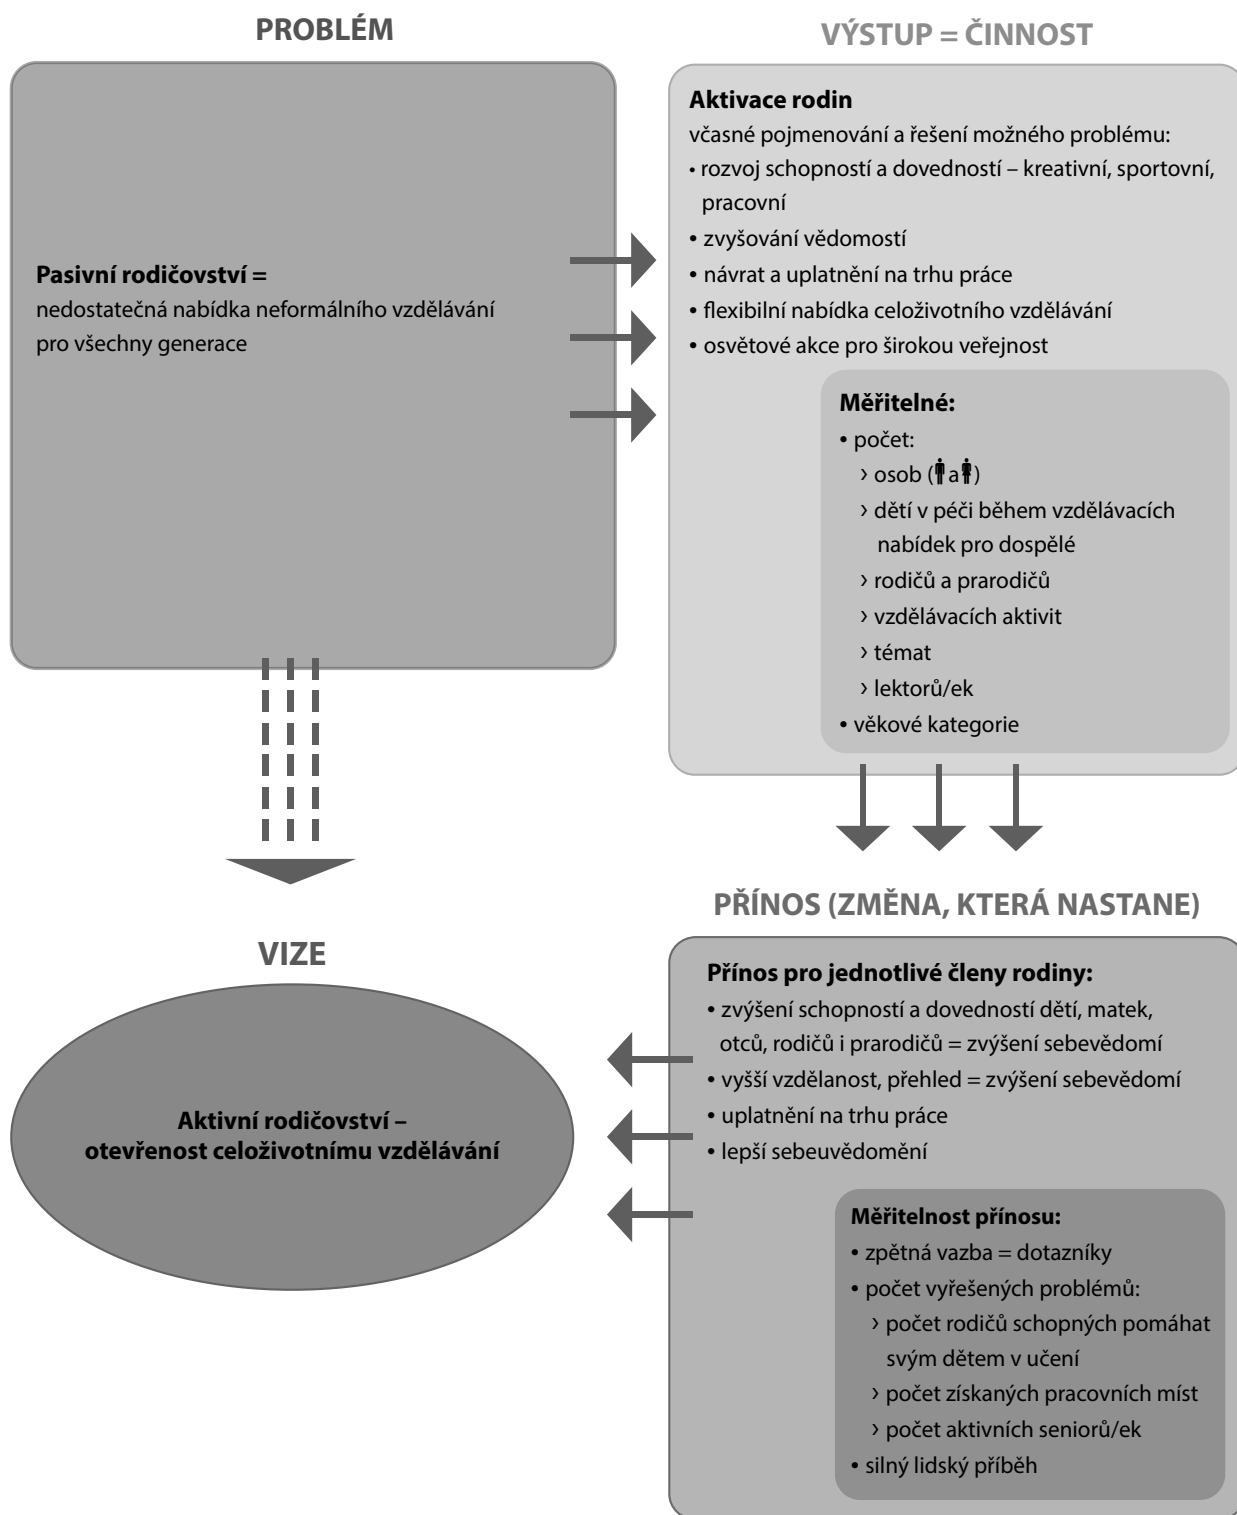 PROBLÉM
Pasivní rodičovství =
nedostatečná nabídka neformálního vzdělávání
pro všechny generace
VÝSTUP = ČINNOST
Aktivace rodin
včasné pojmenování a řešení možného problému:
• rozvoj schopností a dovedností – kreativní, sportovní,
pracovní
• zvyšování vědomostí
• návrat a uplatnění na trhu práce
• flexibilní nabídka celoživotního vzdělávání
• osvětové akce pro širokou veřejnost
Měřitelné:
• počet:
› osob (a)
› dětí v péči během vzdělávacích
nabídek pro dospělé
› rodičů a prarodičů
› vzdělávacích aktivit
› témat
› lektorů/ek
• věkové kategorie
PŘÍNOS (ZMĚNA, KTERÁ NASTANE)
Přínos pro jednotlivé členy rodiny:
• zvýšení schopností a dovedností dětí, matek,
otců, rodičů i prarodičů = zvýšení sebevědomí
• vyšší vzdělanost, přehled = zvýšení sebevědomí
• uplatnění na trhu práce
• lepší sebeuvědomění
Měřitelnost přínosu:
• zpětná vazba = dotazníky
• počet vyřešených problémů:
› počet rodičů schopných pomáhat
svým dětem v učení
› počet získaných pracovních míst
› počet aktivních seniorů/ek
• silný lidský příběh
VIZE
Aktivní rodičovství –
otevřenost celoživotnímu vzdělávání